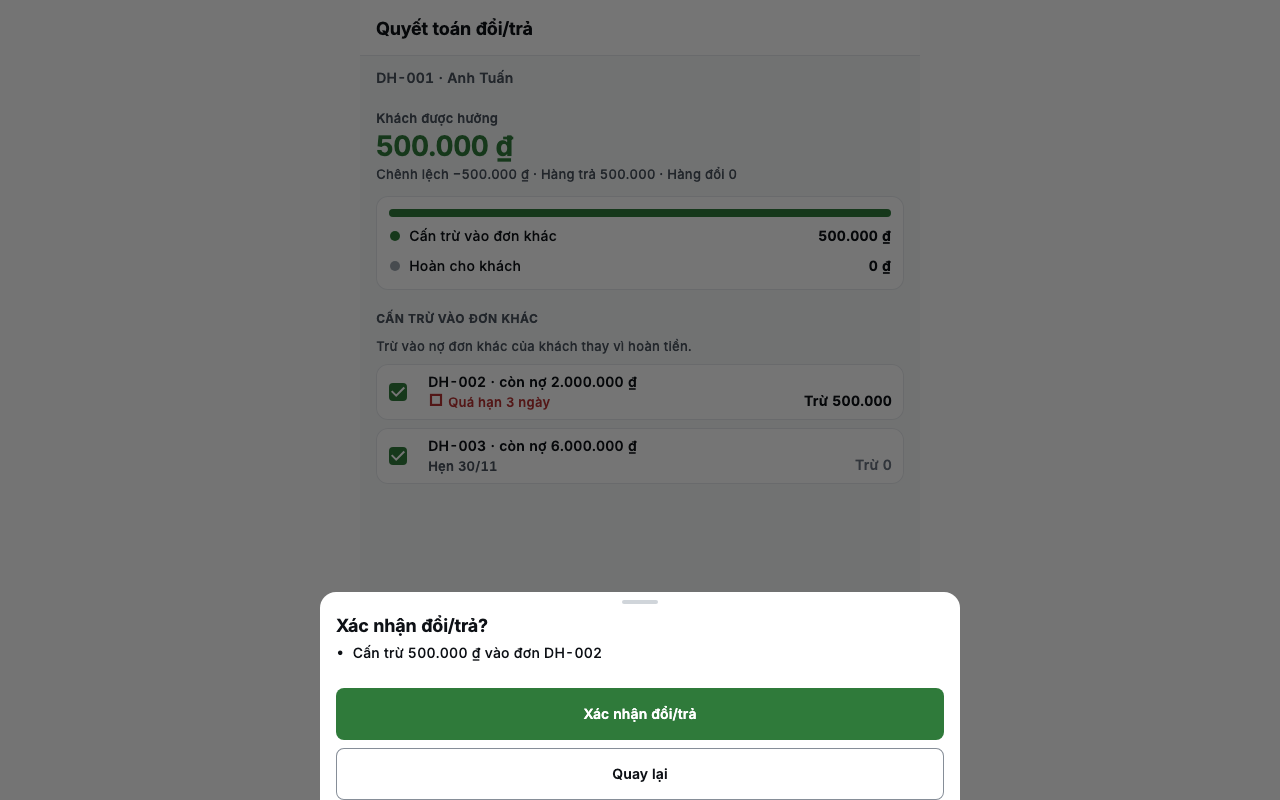 Quyết toán đổi/trả
DH-001 · Anh Tuấn
Khách được hưởng
500.000 ₫
Chênh lệch −500.000 ₫ · Hàng trả 500.000 · Hàng đổi 0
Cấn trừ vào đơn khác 500.000 ₫
Hoàn cho khách 0 ₫
CẤN TRỪ VÀO ĐƠN KHÁC
Trừ vào nợ đơn khác của khách thay vì hoàn tiền.
DH-002 · còn nợ 2.000.000 ₫
Quá hạn 3 ngày Trừ 500.000
DH-003 · còn nợ 6.000.000 ₫
Hẹn 30/11 Trừ 0
Xác nhận đổi/trả?
• Cấn trừ 500.000 ₫ vào đơn DH-002
Xác nhận đổi/trả
Quay lại